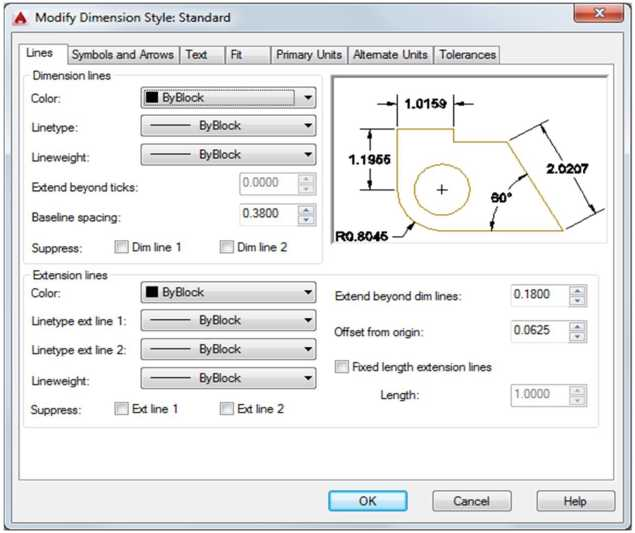 Modify Dimension Style: Standard
Lines Symbols and Arrows Text Fit Primary Units Alternate Units Tolerances
Dimension lines
Color: ByBlock
Linetype: ByBlock
Lineweight: ByBlock
Extend beyond ticks: 0.0000
Baseline spacing: 0.3800
Suppress: Dim line 1 Dim line 2
1.0159
1.1955
2.0207
60°
R0.8045
Extension lines
Color: ByBlock
Linetype ext line 1: ByBlock
Linetype ext line 2: ByBlock
Lineweight: ByBlock
Suppress: Ext line 1 Ext line 2
Extend beyond dim lines: 0.1800
Offset from origin: 0.0625
Fixed length extension lines
Length: 1.0000
OK Cancel Help